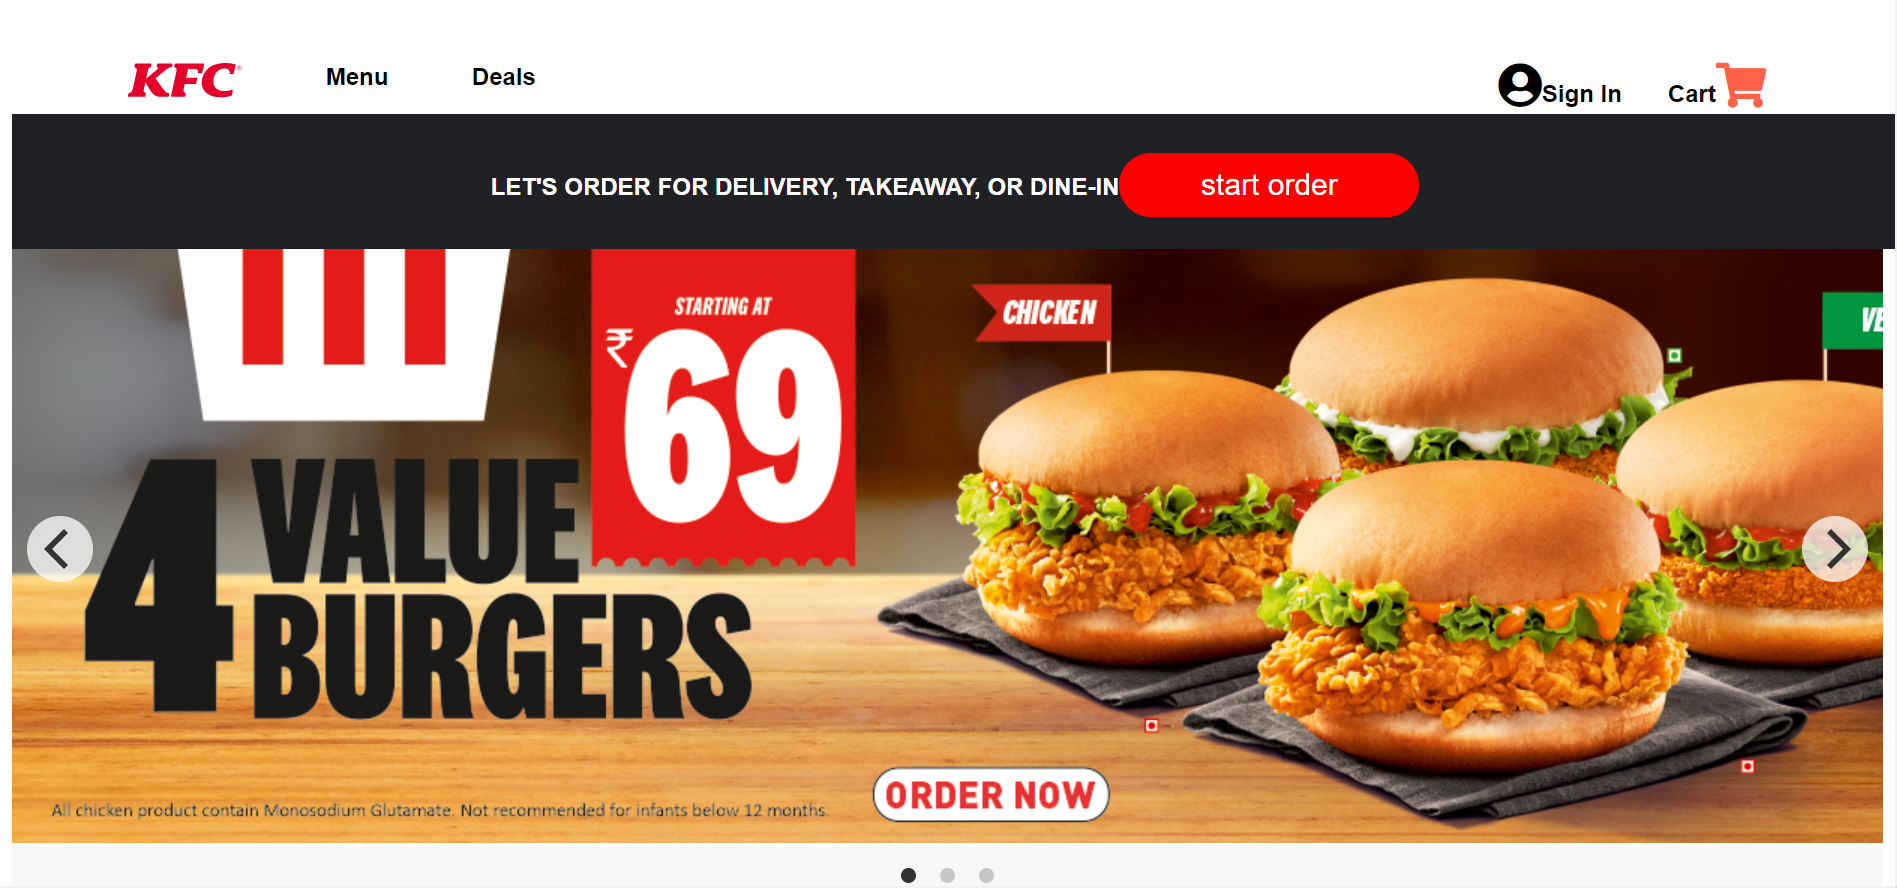 KFC
Menu
Deals
Sign In
Cart
LET'S ORDER FOR DELIVERY, TAKEAWAY, OR DINE-IN
start order
STARTING AT
₹69
CHICKEN
4 VALUE
BURGERS
ORDER NOW
All chicken product contain Monosodium Glutamate. Not recommended for infants below 12 months.